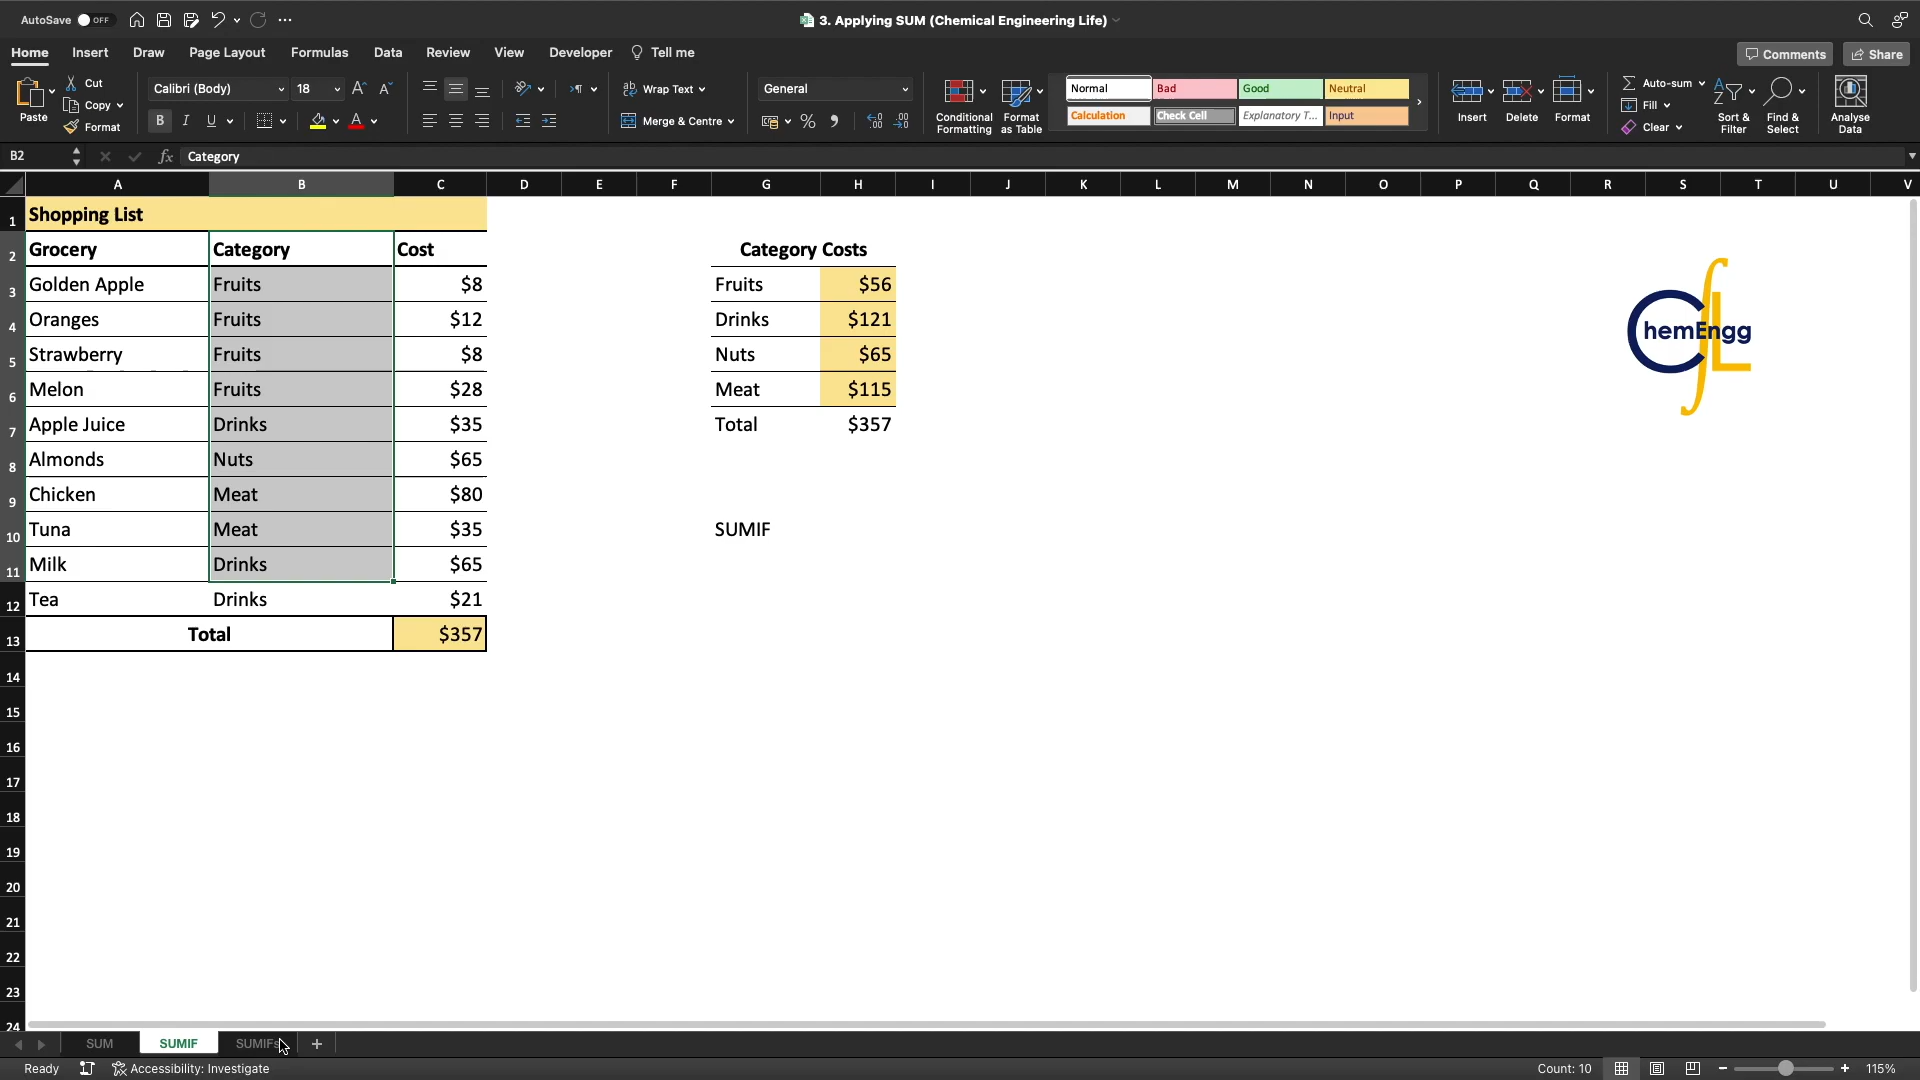 AutoSave OFF
3. Applying SUM (Chemical Engineering Life)
Home Insert Draw Page Layout Formulas Data Review View Developer Tell me
Comments Share
Paste Cut Copy Format
Calibri (Body) 18
B I U
Wrap Text
Merge & Centre
General
Conditional Formatting
Format as Table
Normal Bad Good Neutral
Calculation Check Cell Explanatory T... Input
Insert Delete Format
Auto-sum
Fill
Clear
Sort & Filter
Find & Select
Analyse Data
B2 fx Category
A B C D E F G H I J K L M N O P Q R S T U V
1 Shopping List
2 Grocery Category Cost Category Costs
3 Golden Apple Fruits $8 Fruits $56
4 Oranges Fruits $12 Drinks $121
5 Strawberry Fruits $8 Nuts $65
6 Melon Fruits $28 Meat $115
7 Apple Juice Drinks $35 Total $357
8 Almonds Nuts $65
9 Chicken Meat $80
10 Tuna Meat $35 SUMIF
11 Milk Drinks $65
12 Tea Drinks $21
13 Total $357
14
15
16
17
18
19
20
21
22
23
24
ChemEngg L
SUM SUMIF SUMIFs
Ready Accessibility: Investigate Count: 10 115%